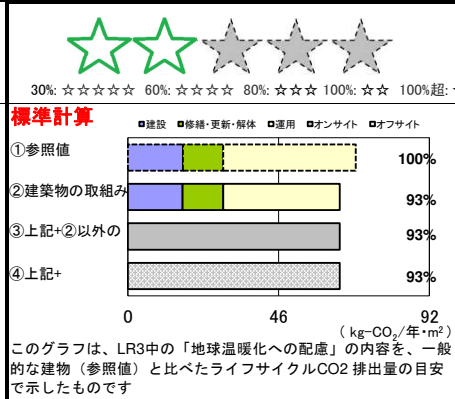 30%: ☆☆☆☆☆ 60%: ☆☆☆☆ 80%: ☆☆☆ 100%: ☆☆ 100%超:
標準計算
建設 修繕・更新・解体 運用 オンサイト オフサイト
①参照値 100%
②建築物の取組み 93%
③上記+②以外の 93%
④上記+ 93%
0 46 92
( kg-CO2/年・m²)
このグラフは、LR3中の「地球温暖化への配慮」の内容を、一般
的な建物（参照値）と比べたライフサイクルCO2 排出量の目安
で示したものです